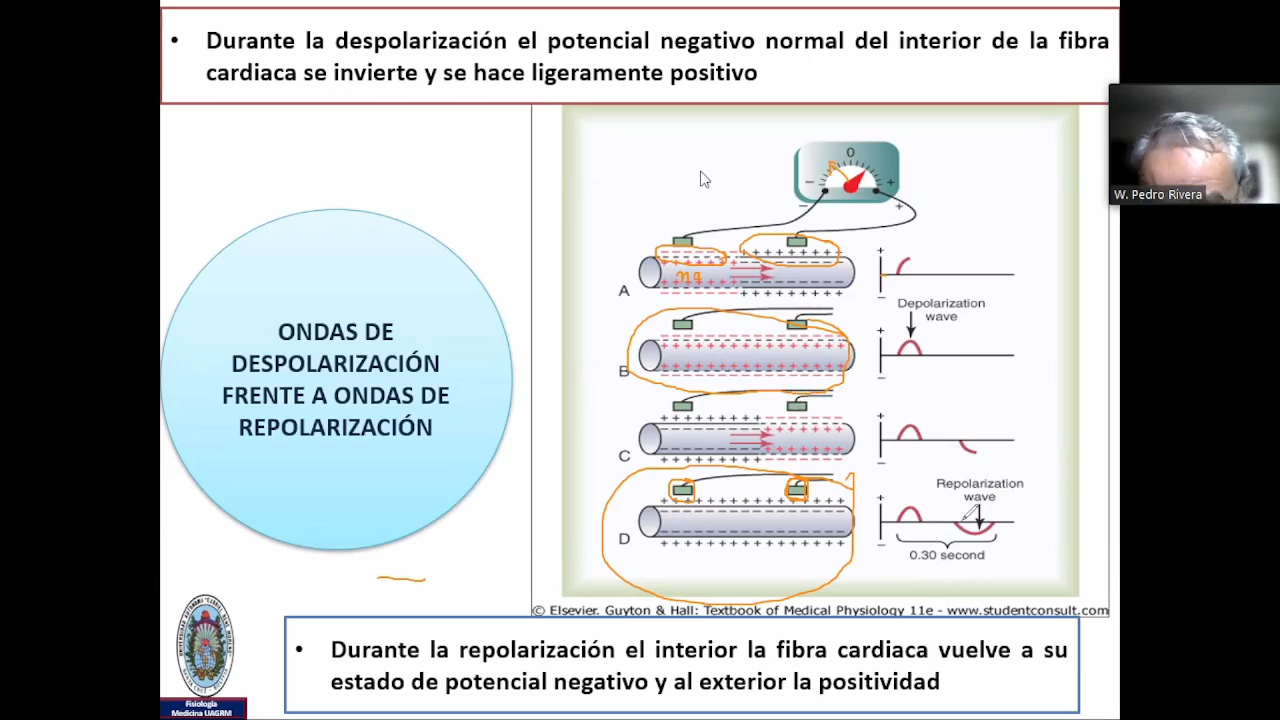 • Durante la despolarización el potencial negativo normal del interior de la fibra
cardiaca se invierte y se hace ligeramente positivo
W. Pedro Rivera
0
− +
− +
A
+
−
Depolarization
wave
ONDAS DE
DESPOLARIZACIÓN
FRENTE A ONDAS DE
REPOLARIZACIÓN
B
+
−
C
+
−
Repolarization
wave
D
+
−
0.30 second
© Elsevier. Guyton & Hall: Textbook of Medical Physiology 11e - www.studentconsult.com
• Durante la repolarización el interior la fibra cardiaca vuelve a su
estado de potencial negativo y al exterior la positividad
Fisiología
Medicina UAGRM